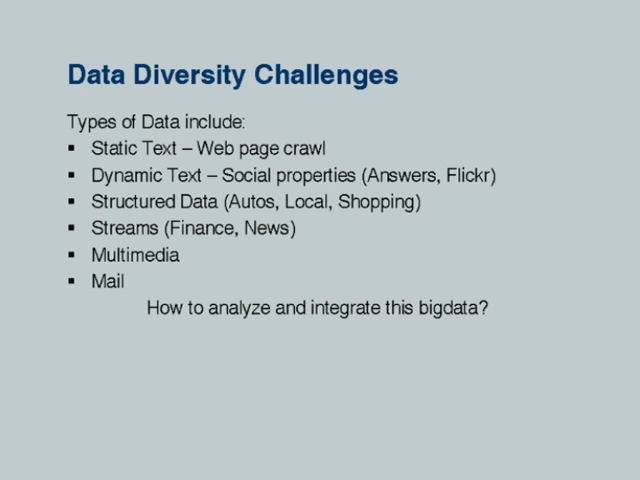 Data Diversity Challenges
Types of Data include:
▪ Static Text – Web page crawl
▪ Dynamic Text – Social properties (Answers, Flickr)
▪ Structured Data (Autos, Local, Shopping)
▪ Streams (Finance, News)
▪ Multimedia
▪ Mail
How to analyze and integrate this bigdata?